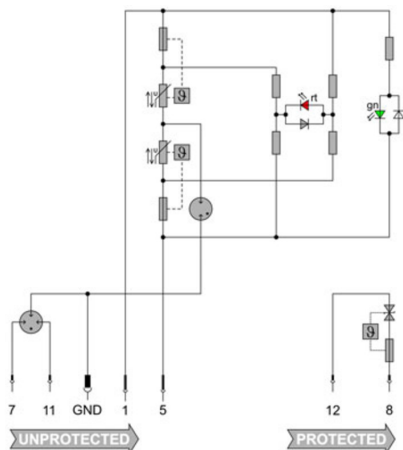 rt
gn
ϑ
ϑ
ϑ
U
U
7 11 GND 1 5 12 8
UNPROTECTED PROTECTED